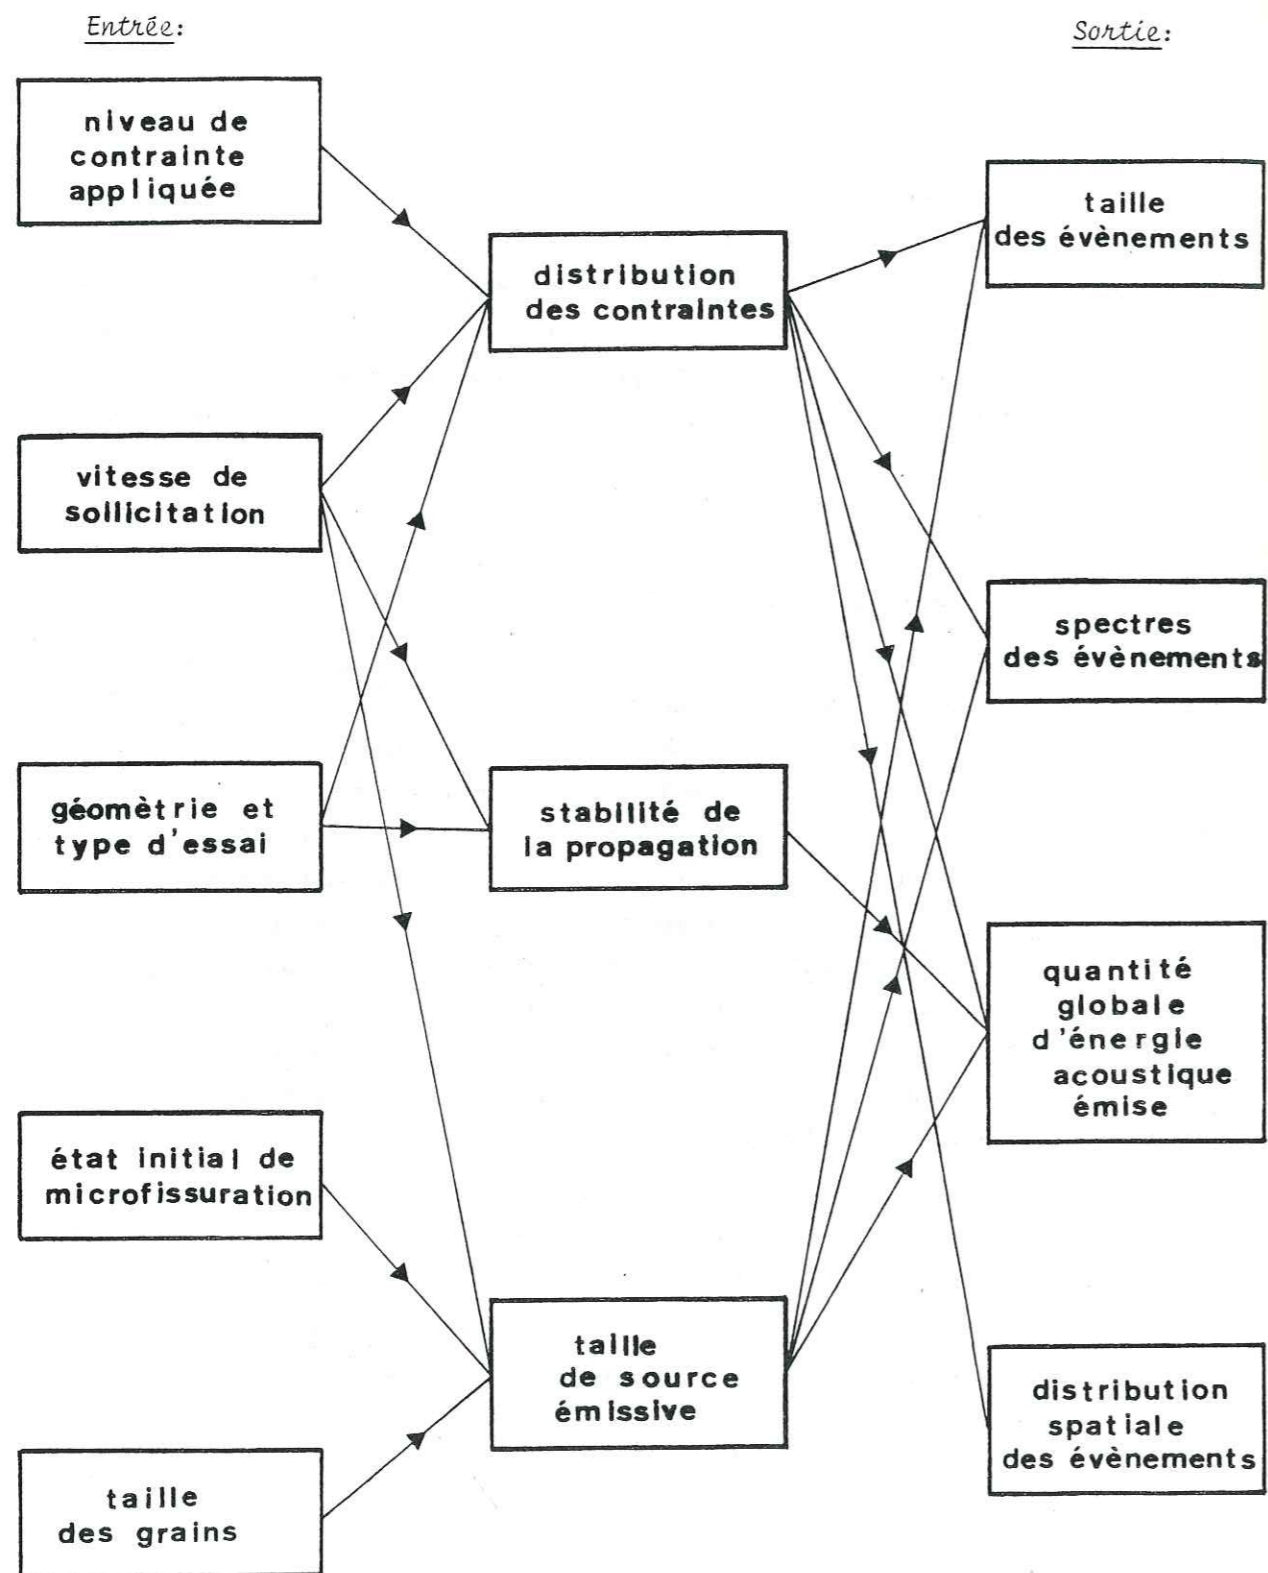 Entrée:
Sortie:
niveau de
contrainte
appliquée
vitesse de
sollicitation
géomètrie et
type d'essai
état initial de
microfissuration
taille
des grains
distribution
des contraintes
stabilité de
la propagation
taille
de source
émissive
taille
des évènements
spectres
des évènements
quantité
globale
d'énergie
acoustique
émise
distribution
spatiale
des évènements